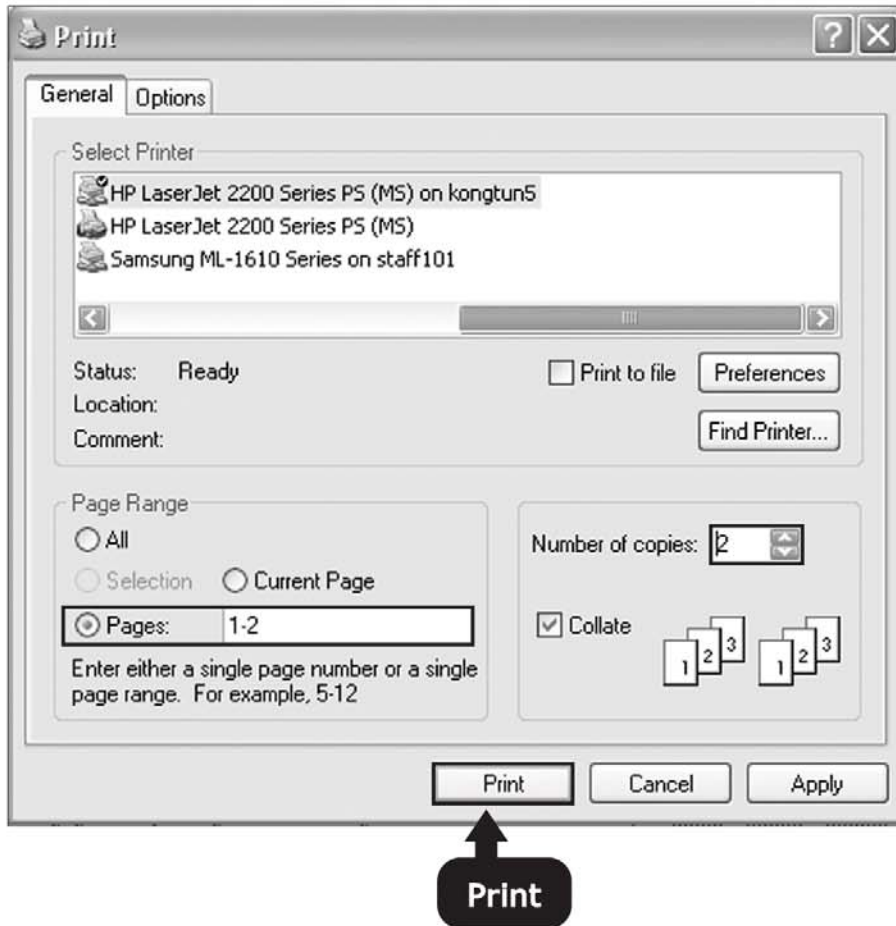 Print
General Options
Select Printer
HP LaserJet 2200 Series PS (MS) on kongtun5
HP LaserJet 2200 Series PS (MS)
Samsung ML-1610 Series on staff101
Status: Ready
Print to file
Preferences
Location:
Comment:
Find Printer...
Page Range
All
Selection Current Page
Pages: 1-2
Enter either a single page number or a single
page range. For example, 5-12
Number of copies: 2
Collate
1 2 3 1 2 3
Print Cancel Apply
Print